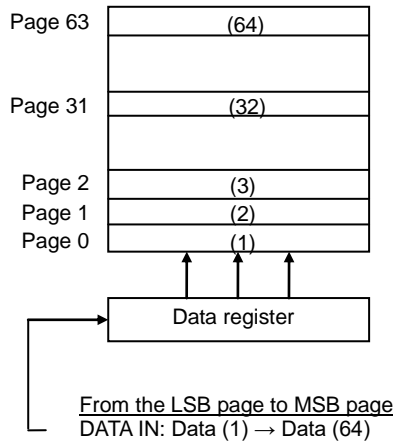 Page 63 (64)
Page 31 (32)
Page 2 (3)
Page 1 (2)
Page 0 (1)
Data register
From the LSB page to MSB page
DATA IN: Data (1) → Data (64)